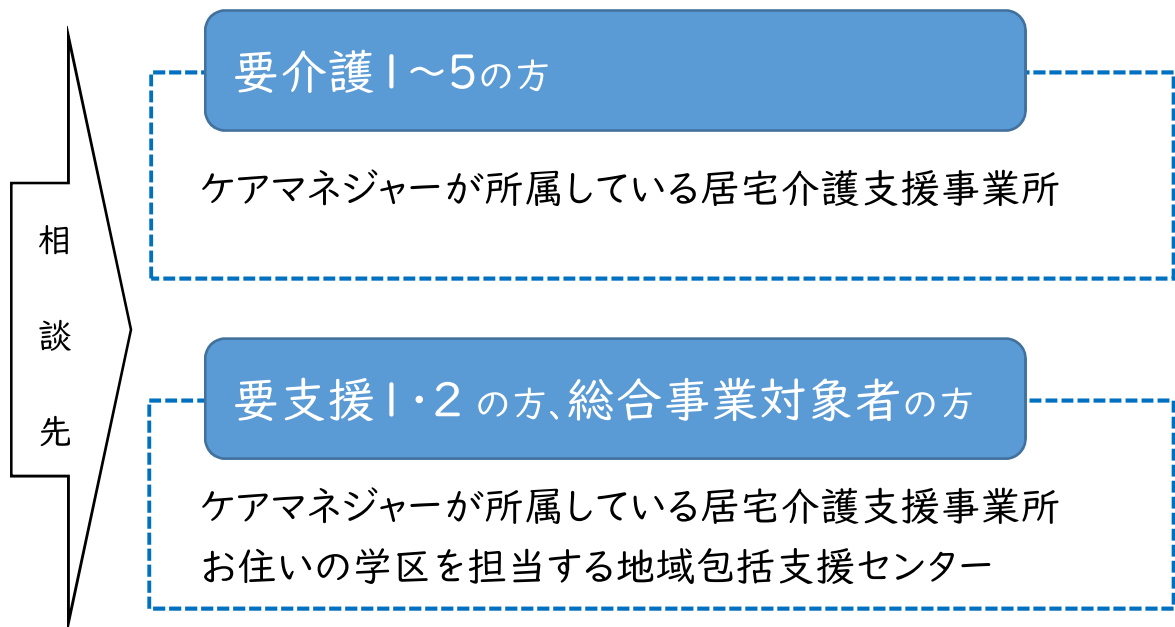 相談先
要介護1~5の方
ケアマネジャーが所属している居宅介護支援事業所
要支援1・2 の方、総合事業対象者の方
ケアマネジャーが所属している居宅介護支援事業所
お住いの学区を担当する地域包括支援センター